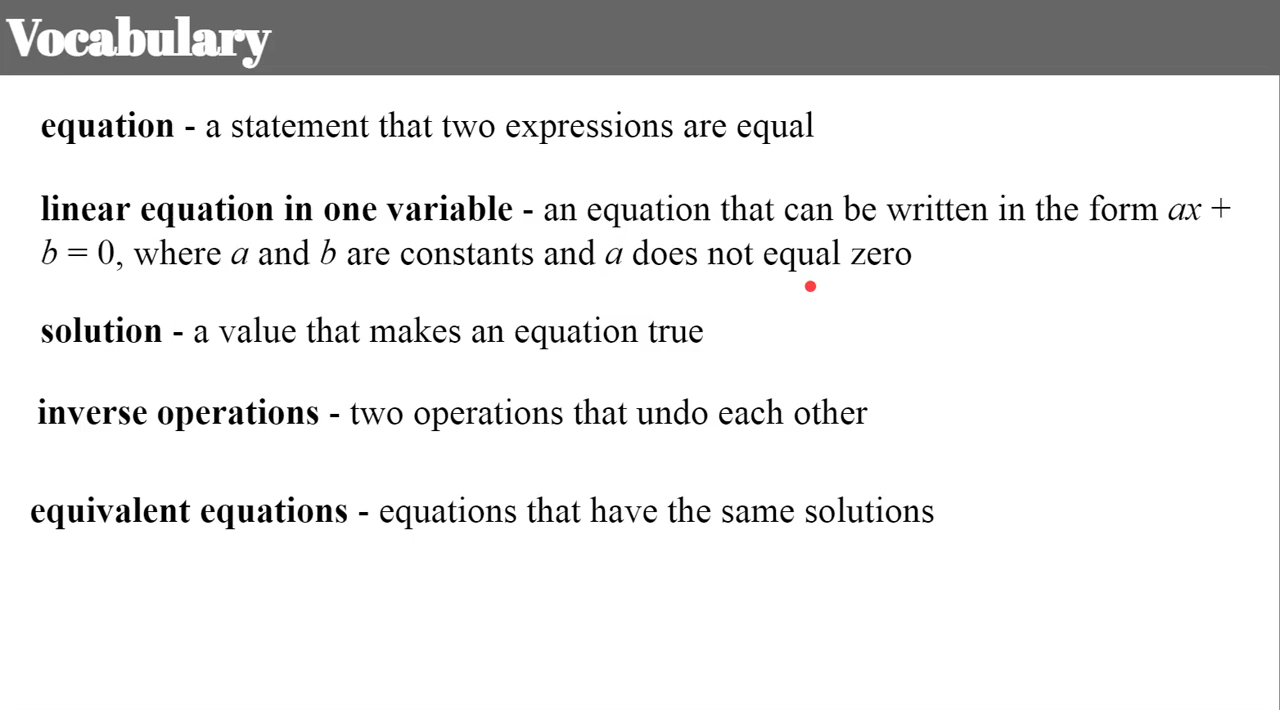 Vocabulary
equation - a statement that two expressions are equal
linear equation in one variable - an equation that can be written in the form ax +
b = 0, where a and b are constants and a does not equal zero
solution - a value that makes an equation true
inverse operations - two operations that undo each other
equivalent equations - equations that have the same solutions